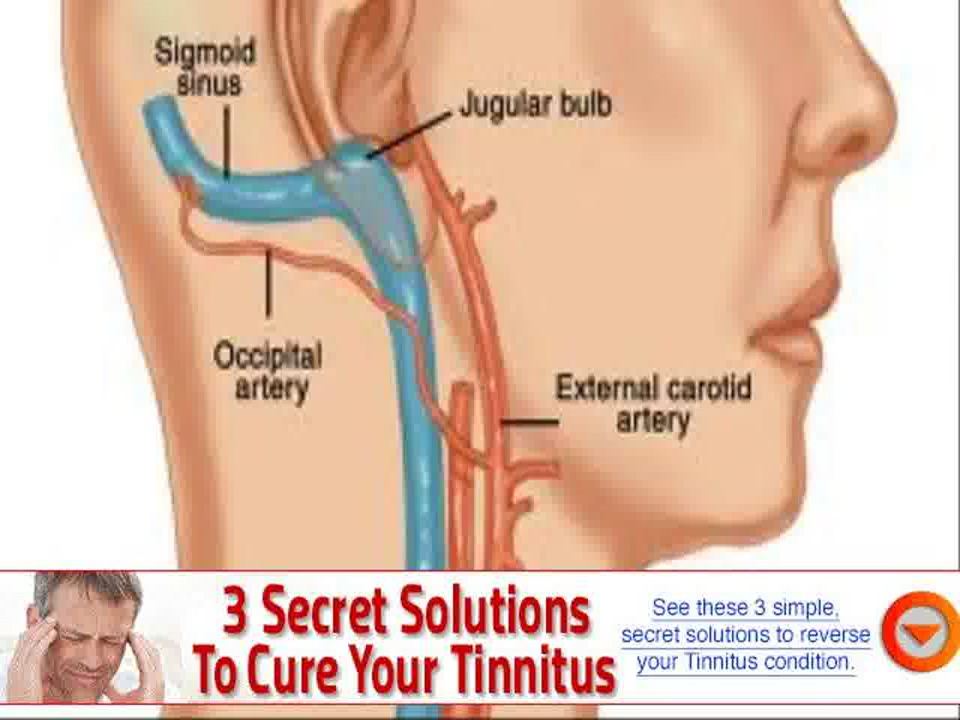 Sigmoid
sinus
Jugular bulb
Occipital
artery
External carotid
artery
3 Secret Solutions
To Cure Your Tinnitus
See these 3 simple,
secret solutions to reverse
your Tinnitus condition.